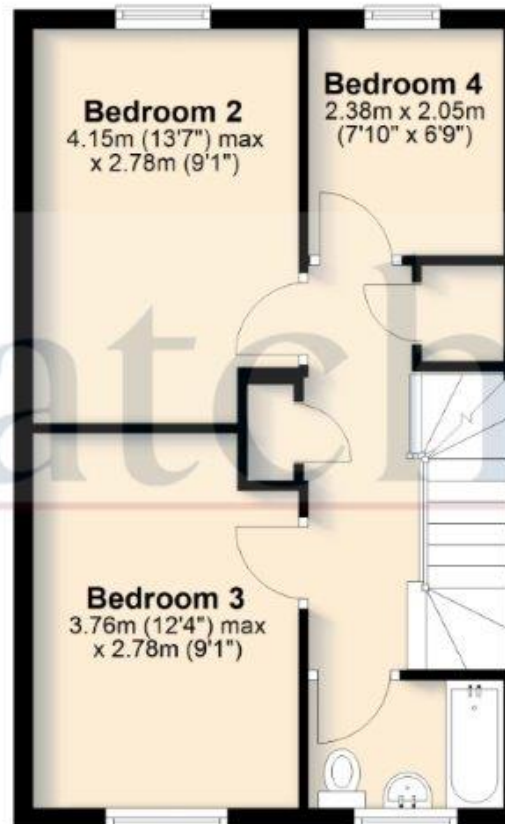 Bedroom 2
4.15m (13'7") max
x 2.78m (9'1")
Bedroom 4
2.38m x 2.05m
(7'10" x 6'9")
atch
Bedroom 3
3.76m (12'4") max
x 2.78m (9'1")